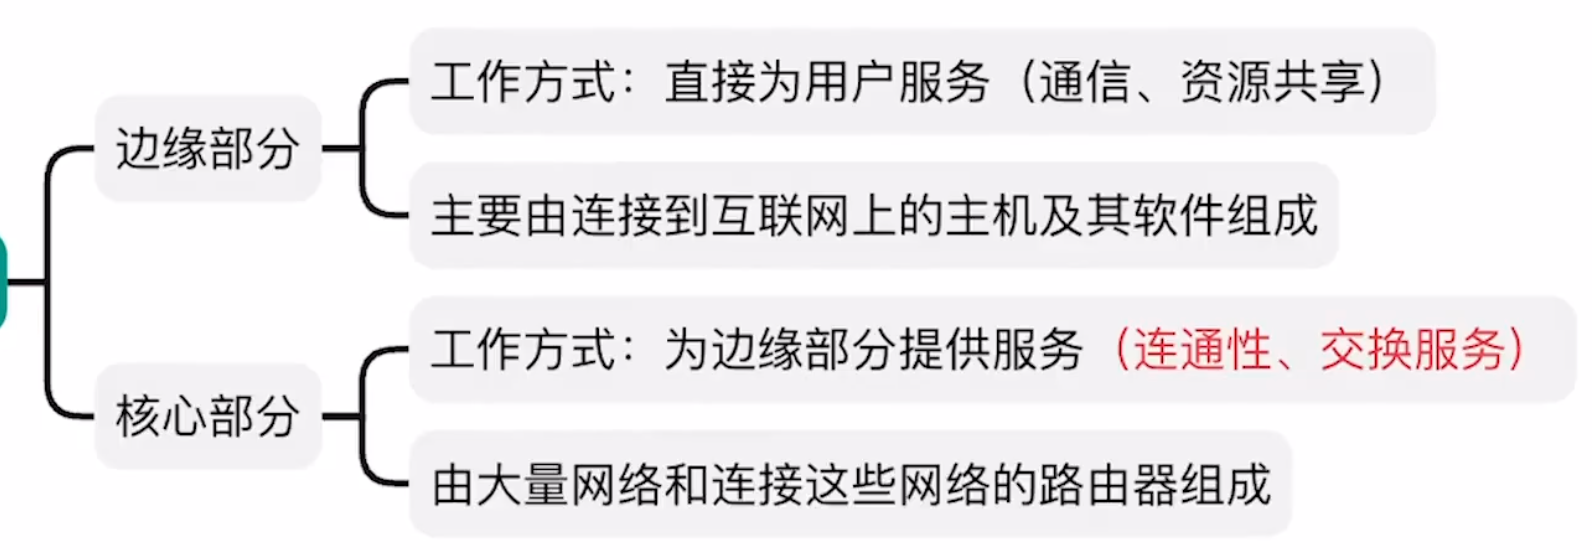 工作方式：直接为用户服务（通信、资源共享）
边缘部分
主要由连接到互联网上的主机及其软件组成
工作方式：为边缘部分提供服务（连通性、交换服务）
核心部分
由大量网络和连接这些网络的路由器组成